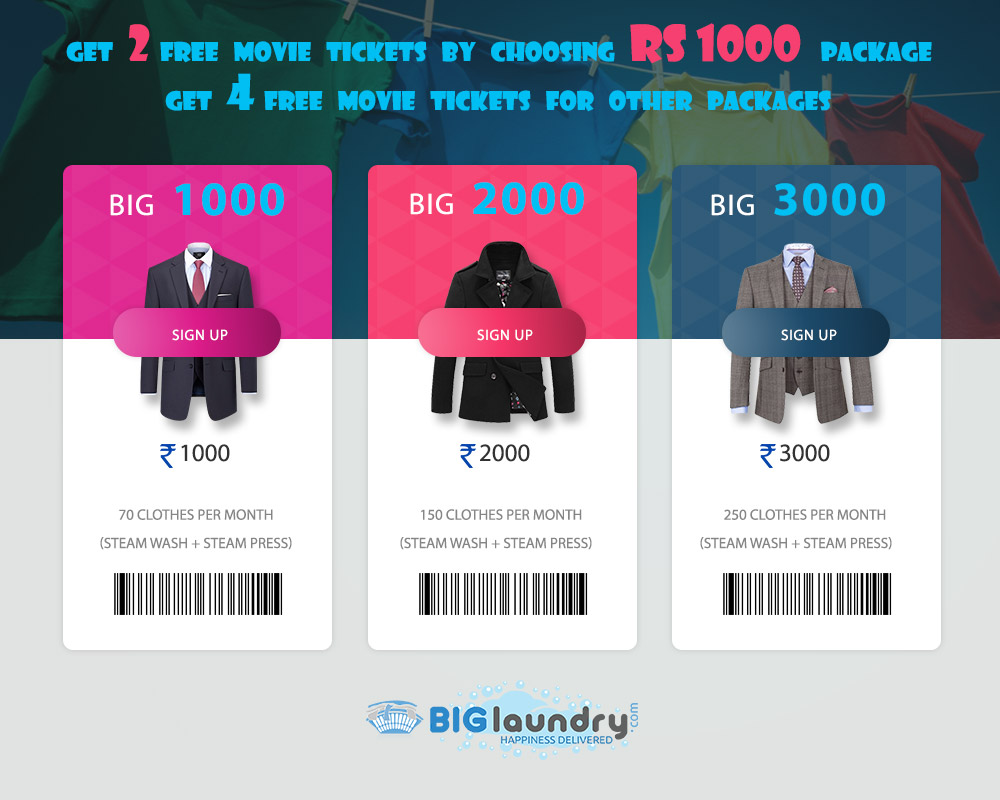 GET 2 FREE MOVIE TICKETS BY CHOOSING RS 1000 PACKAGE
GET 4 FREE MOVIE TICKETS FOR OTHER PACKAGES
BIG 1000
SIGN UP
₹ 1000
70 CLOTHES PER MONTH
(STEAM WASH + STEAM PRESS)
BIG 2000
SIGN UP
₹ 2000
150 CLOTHES PER MONTH
(STEAM WASH + STEAM PRESS)
BIG 3000
SIGN UP
₹ 3000
250 CLOTHES PER MONTH
(STEAM WASH + STEAM PRESS)
BIG laundry.com
HAPPINESS DELIVERED